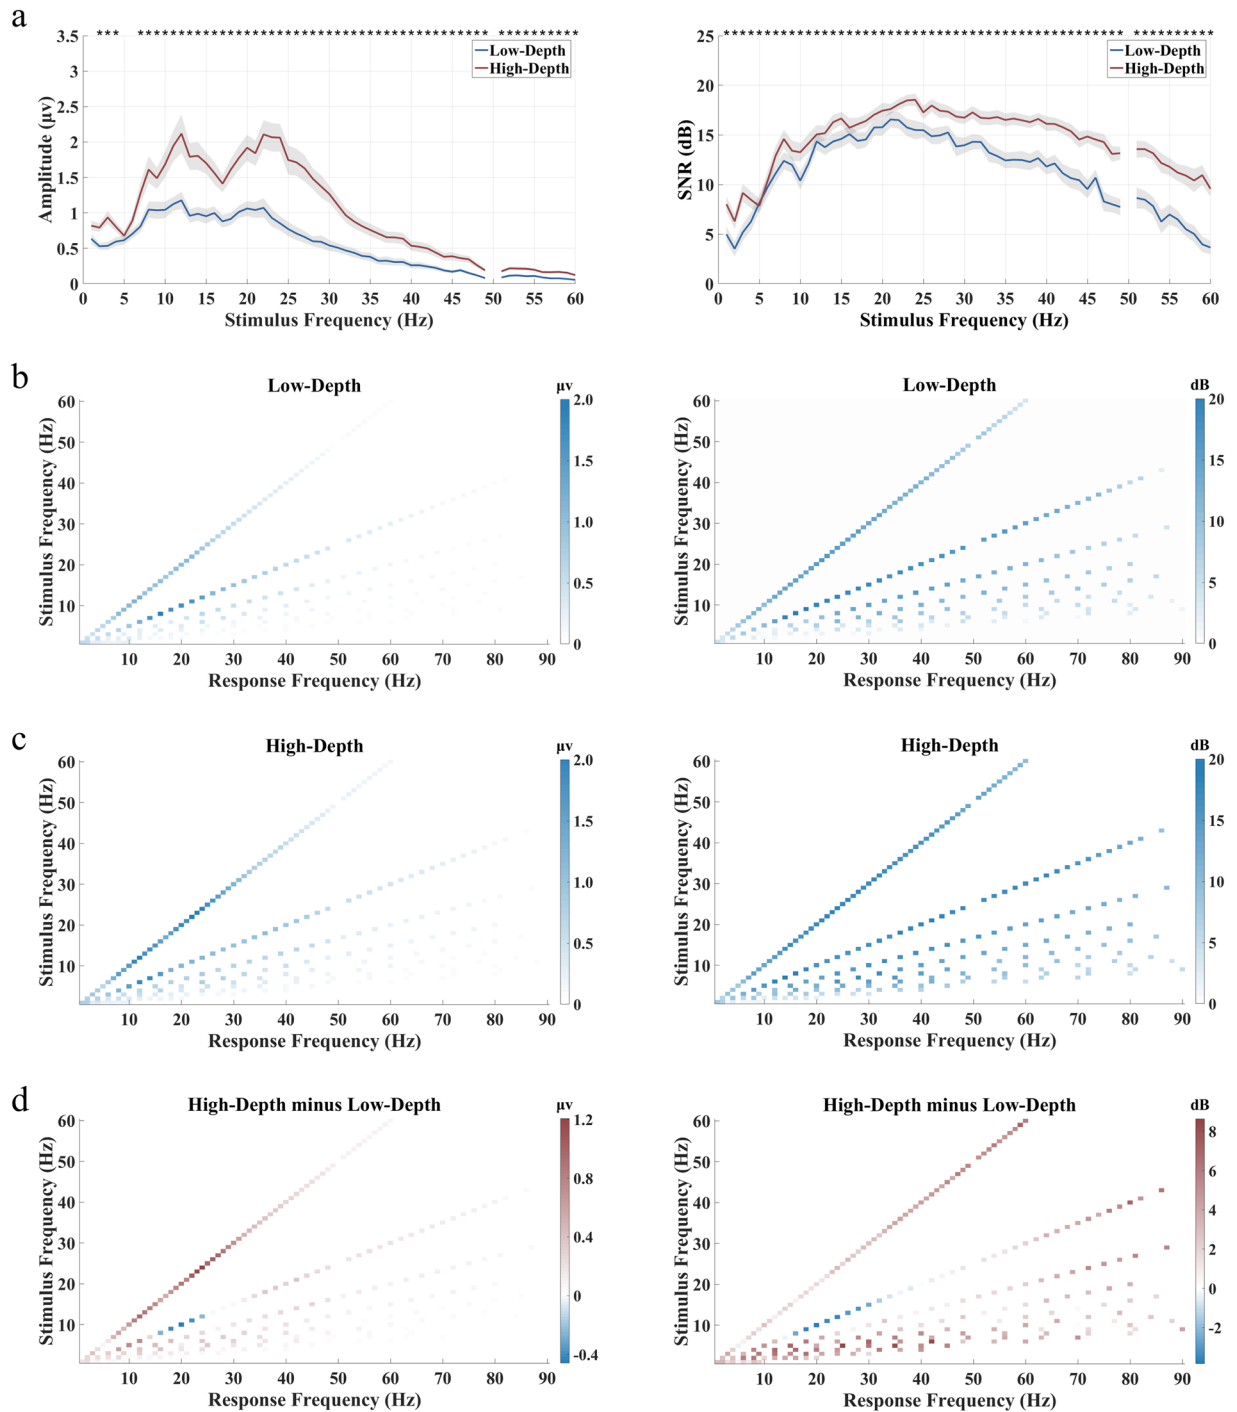 a
3.5
3
2.5
2
1.5
1
0.5
0
0 5 10 15 20 25 30 35 40 45 50 55 60
Amplitude (μv)
Stimulus Frequency (Hz)
Low-Depth
High-Depth
25
20
15
10
5
0
0 5 10 15 20 25 30 35 40 45 50 55 60
SNR (dB)
Stimulus Frequency (Hz)
Low-Depth
High-Depth
b
Low-Depth
μv
60
50
40
30
20
10
10 20 30 40 50 60 70 80 90
Stimulus Frequency (Hz)
Response Frequency (Hz)
2.0
1.5
1.0
0.5
0
Low-Depth
dB
60
50
40
30
20
10
10 20 30 40 50 60 70 80 90
Stimulus Frequency (Hz)
Response Frequency (Hz)
20
15
10
5
0
c
High-Depth
μv
60
50
40
30
20
10
10 20 30 40 50 60 70 80 90
Stimulus Frequency (Hz)
Response Frequency (Hz)
2.0
1.5
1.0
0.5
0
High-Depth
dB
60
50
40
30
20
10
10 20 30 40 50 60 70 80 90
Stimulus Frequency (Hz)
Response Frequency (Hz)
20
15
10
5
0
d
High-Depth minus Low-Depth
μv
60
50
40
30
20
10
10 20 30 40 50 60 70 80 90
Stimulus Frequency (Hz)
Response Frequency (Hz)
1.2
0.8
0.4
0
-0.4
High-Depth minus Low-Depth
dB
60
50
40
30
20
10
10 20 30 40 50 60 70 80 90
Stimulus Frequency (Hz)
Response Frequency (Hz)
8
6
4
2
0
-2